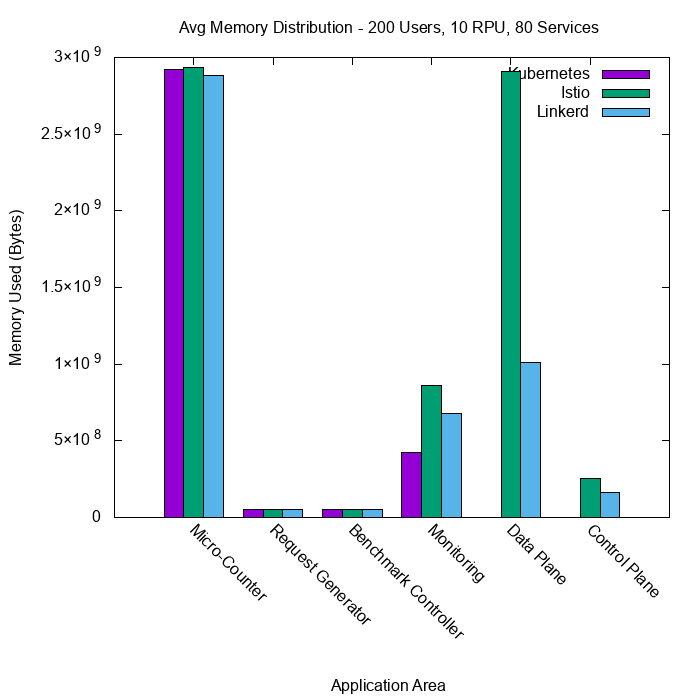 Avg Memory Distribution - 200 Users, 10 RPU, 80 Services
3×10⁹
2.5×10⁹
2×10⁹
1.5×10⁹
1×10⁹
5×10⁸
0
Memory Used (Bytes)
Kubernetes
Istio
Linkerd
Micro-Counter
Request Generator
Benchmark Controller
Monitoring
Data Plane
Control Plane
Application Area